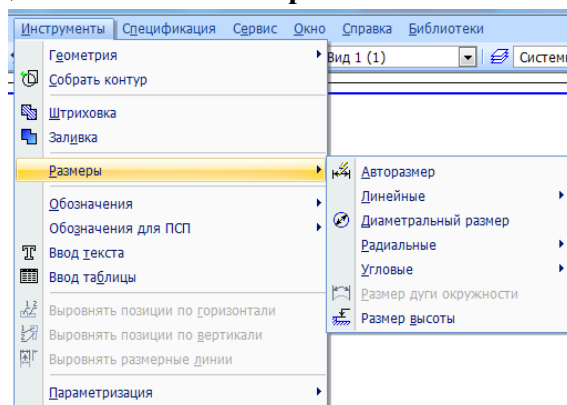 Инструменты Спецификация Сервис Окно Справка Библиотеки
Геометрия Вид 1 (1)
Собрать контур
Штриховка
Заливка
Размеры
Авторазмер
Линейные
Диаметральный размер
Радиальные
Угловые
Размер дуги окружности
Размер высоты
Обозначения
Обозначения для ПСП
Ввод текста
Ввод таблицы
Выровнять позиции по горизонтали
Выровнять позиции по вертикали
Выровнять размерные линии
Параметризация